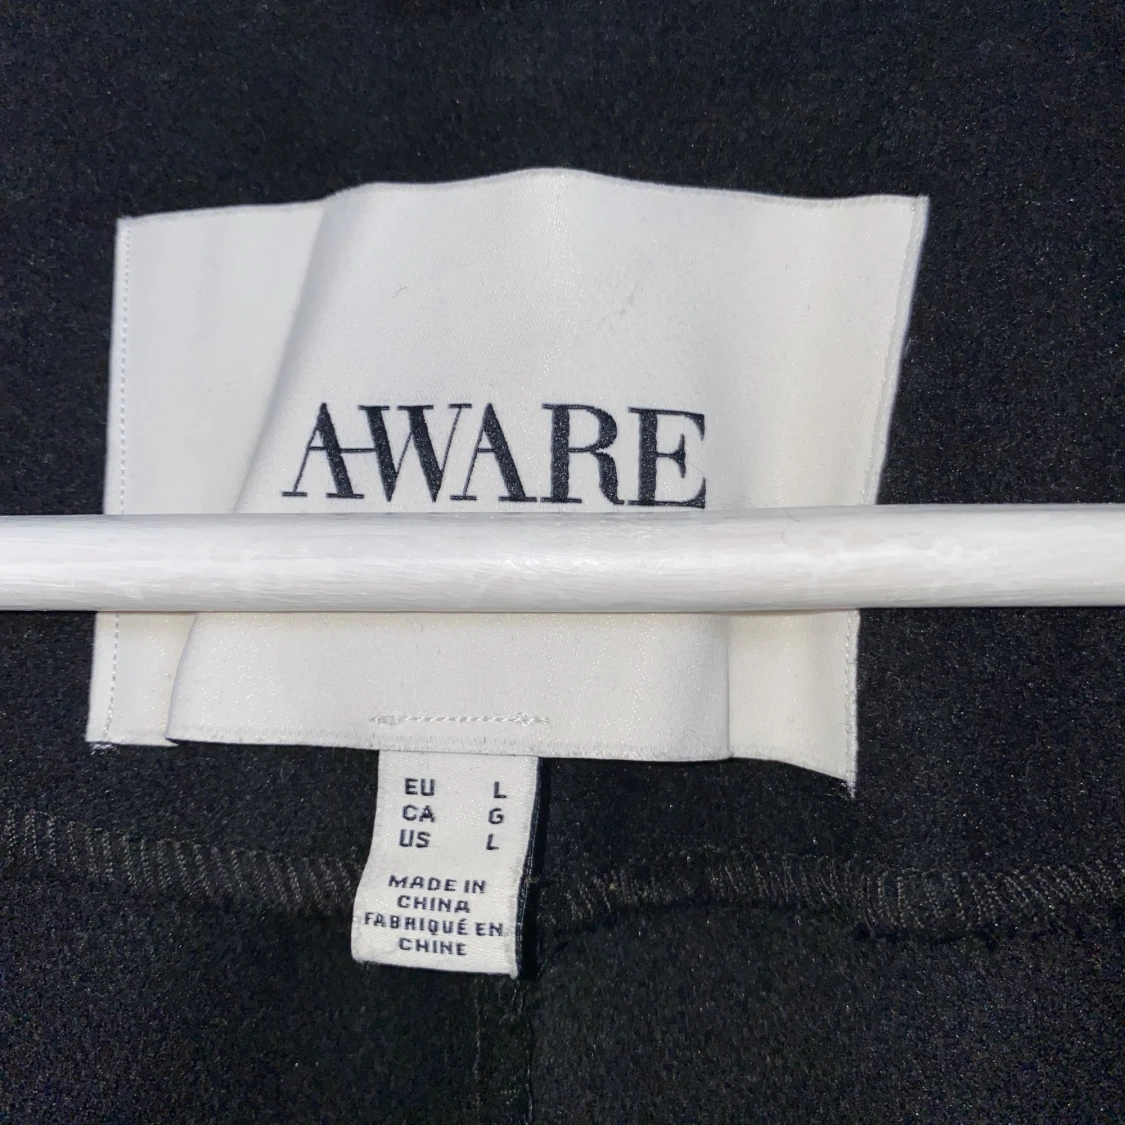 AWARE
EU L
CA G
US L
MADE IN
CHINA
FABRIQUÉ EN
CHINE